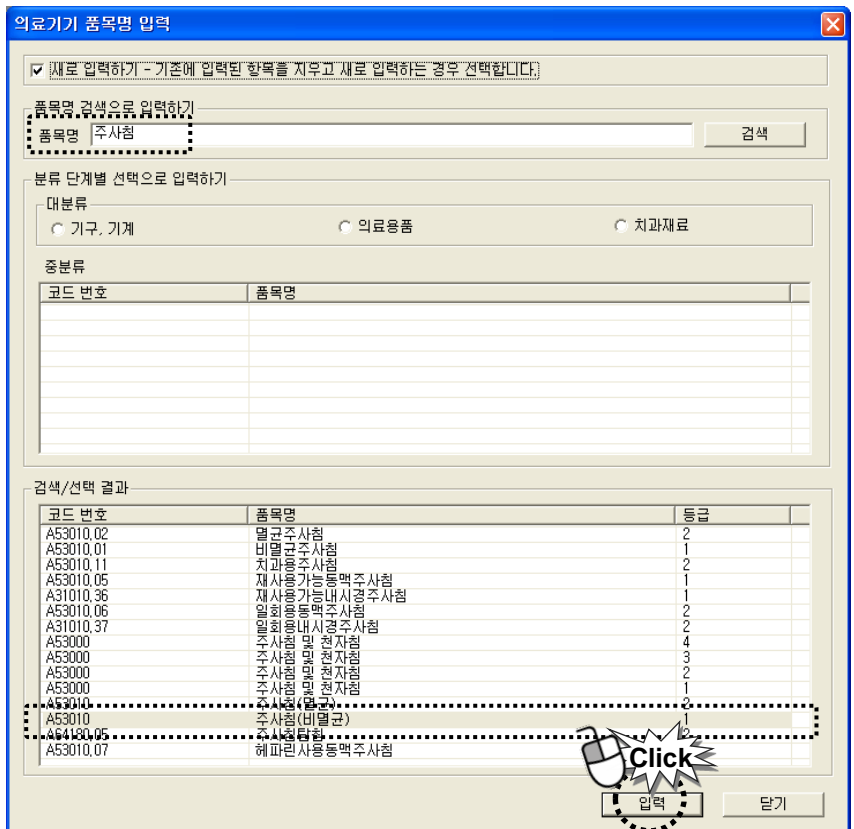 의료기기 품목명 입력
새로 입력하기 - 기존에 입력된 항목을 지우고 새로 입력하는 경우 선택합니다.
품목명 검색으로 입력하기
품목명 주사침 검색
분류 단계별 선택으로 입력하기
대분류
기구, 기계 의료용품 치과재료
중분류
코드 번호 품목명
검색/선택 결과
코드 번호 품목명 등급
A53010.02 멸균주사침 2
A53010.01 비멸균주사침 1
A53010.11 치과용주사침 2
A53010.05 재사용가능동맥주사침 1
A31010.36 재사용가능내시경주사침 1
A53010.06 일회용동맥주사침 2
A31010.37 일회용내시경주사침 2
A53000 주사침 및 천자침 4
A53000 주사침 및 천자침 3
A53000 주사침 및 천자침 2
A53000 주사침 및 천자침 1
A53010 주사침(멸균) 2
A53010 주사침(비멸균) 1
A64180.05 주사침탐침 2
A53010.07 헤파린사용동맥주사침
Click
입력 닫기